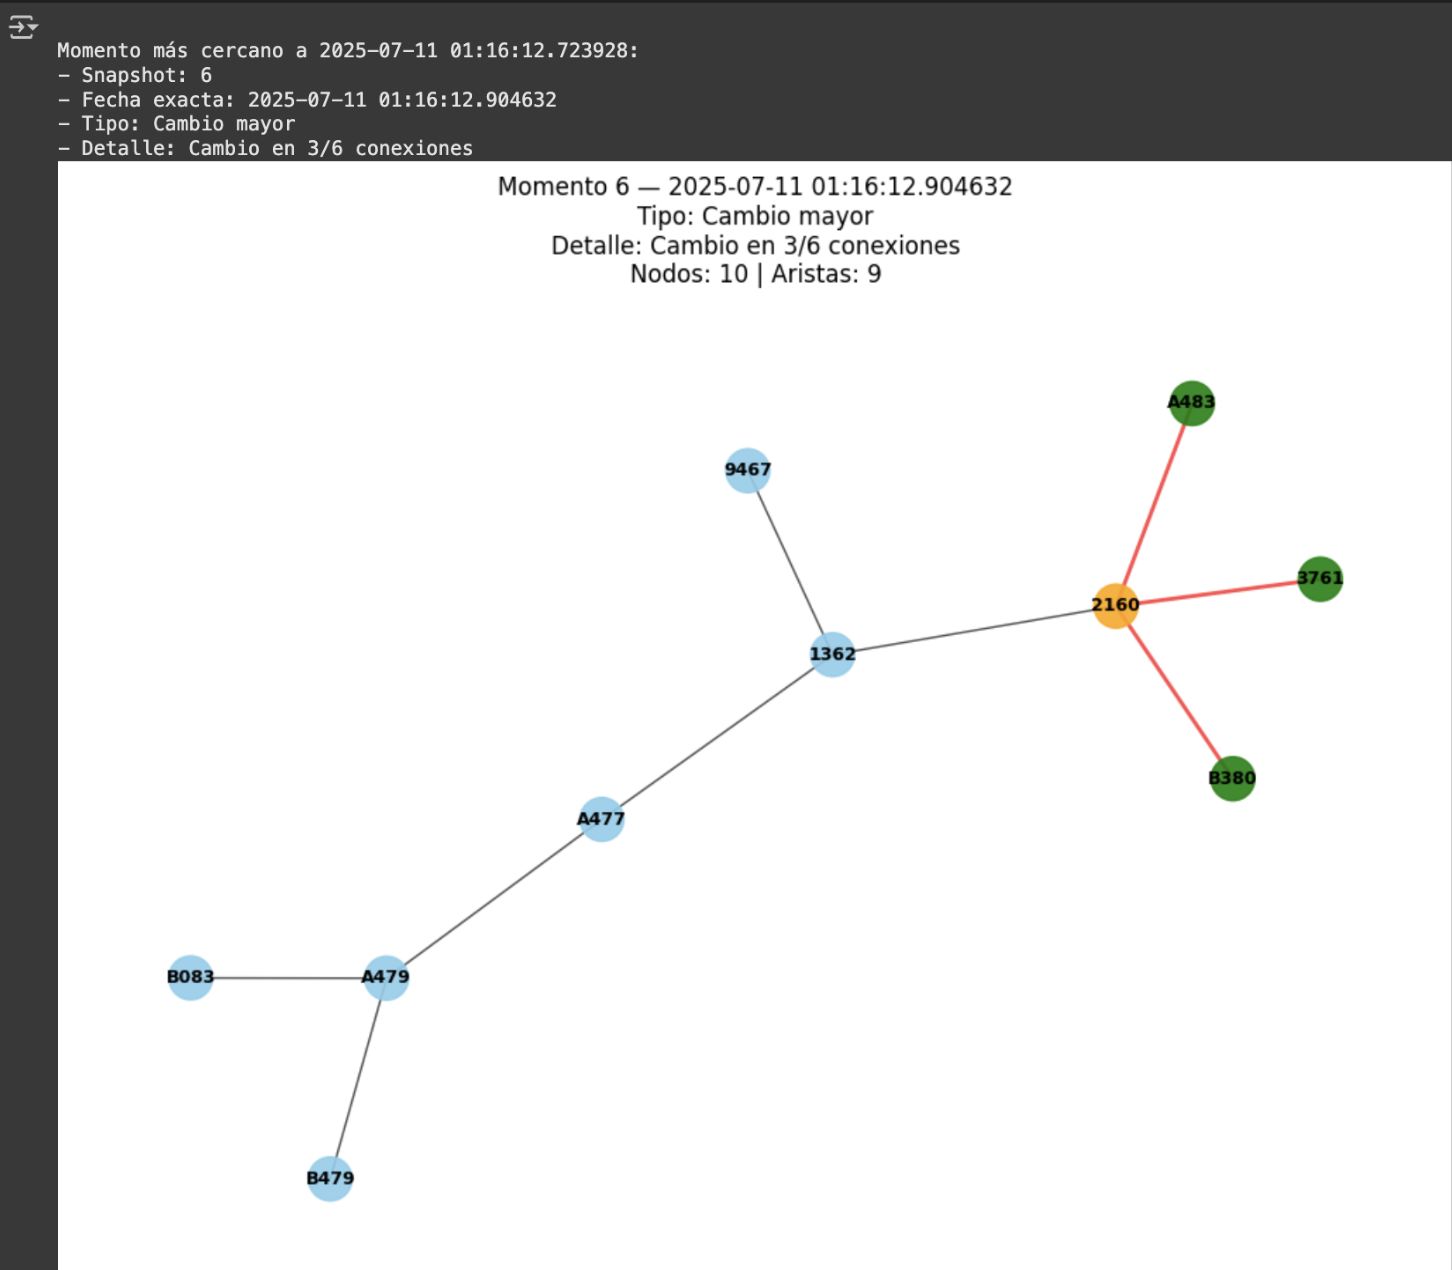 Momento más cercano a 2025-07-11 01:16:12.723928:
- Snapshot: 6
- Fecha exacta: 2025-07-11 01:16:12.904632
- Tipo: Cambio mayor
- Detalle: Cambio en 3/6 conexiones
Momento 6 — 2025-07-11 01:16:12.904632
Tipo: Cambio mayor
Detalle: Cambio en 3/6 conexiones
Nodos: 10 | Aristas: 9
A483
9467
3761
2160
1362
B380
A477
B083
A479
B479